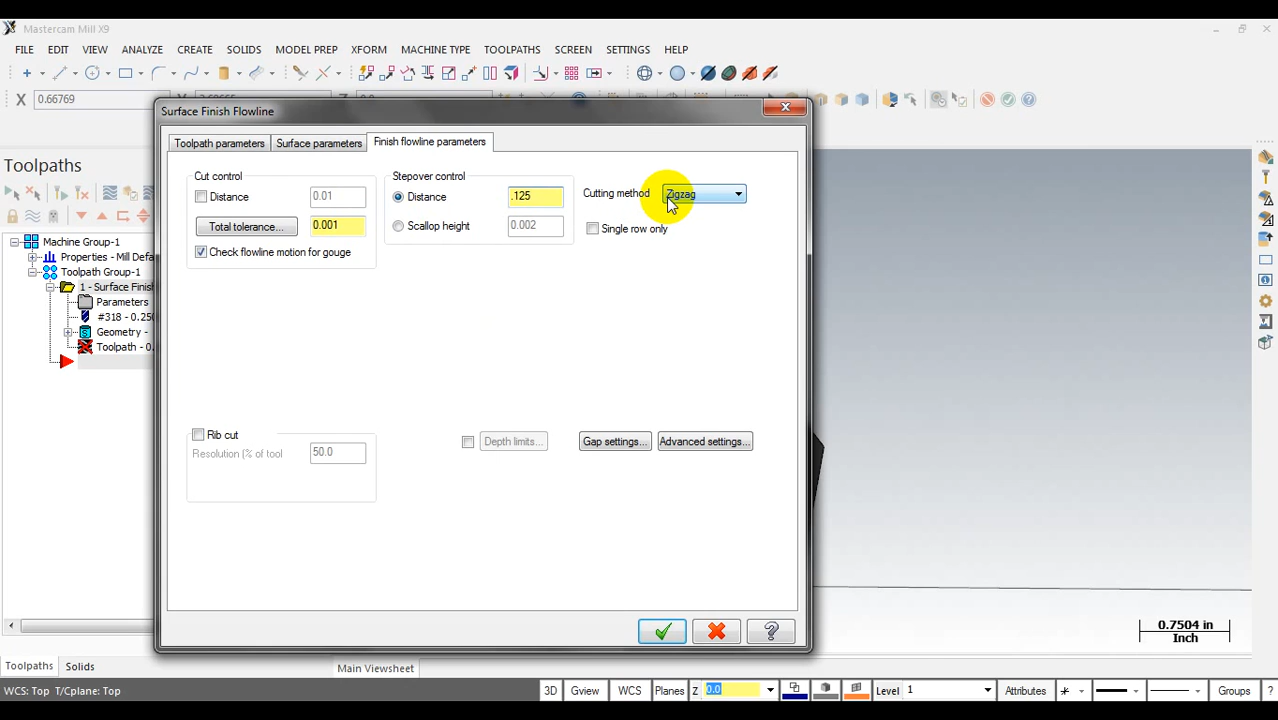 Mastercam Mill X9
FILE EDIT VIEW ANALYZE CREATE SOLIDS MODEL PREP XFORM MACHINE TYPE TOOLPATHS SCREEN SETTINGS HELP
X 0.66769 Y
Surface Finish Flowline
Toolpath parameters Surface parameters Finish flowline parameters
Toolpaths
Cut control
Distance 0.01
Total tolerance... 0.001
Check flowline motion for gouge
Stepover control
Distance .125
Scallop height 0.002
Cutting method Zigzag
Single row only
Machine Group-1
Properties - Mill Defa
Toolpath Group-1
1 - Surface Finis
Parameters
#318 - 0.250
Geometry -
Toolpath - 0.
Rib cut
Resolution (% of tool 50.0
Depth limits... Gap settings... Advanced settings...
0.7504 in
Inch
Toolpaths Solids Main Viewsheet
WCS: Top T/Cplane: Top 3D Gview WCS Planes Z 0.0 Level 1 Attributes Groups ?